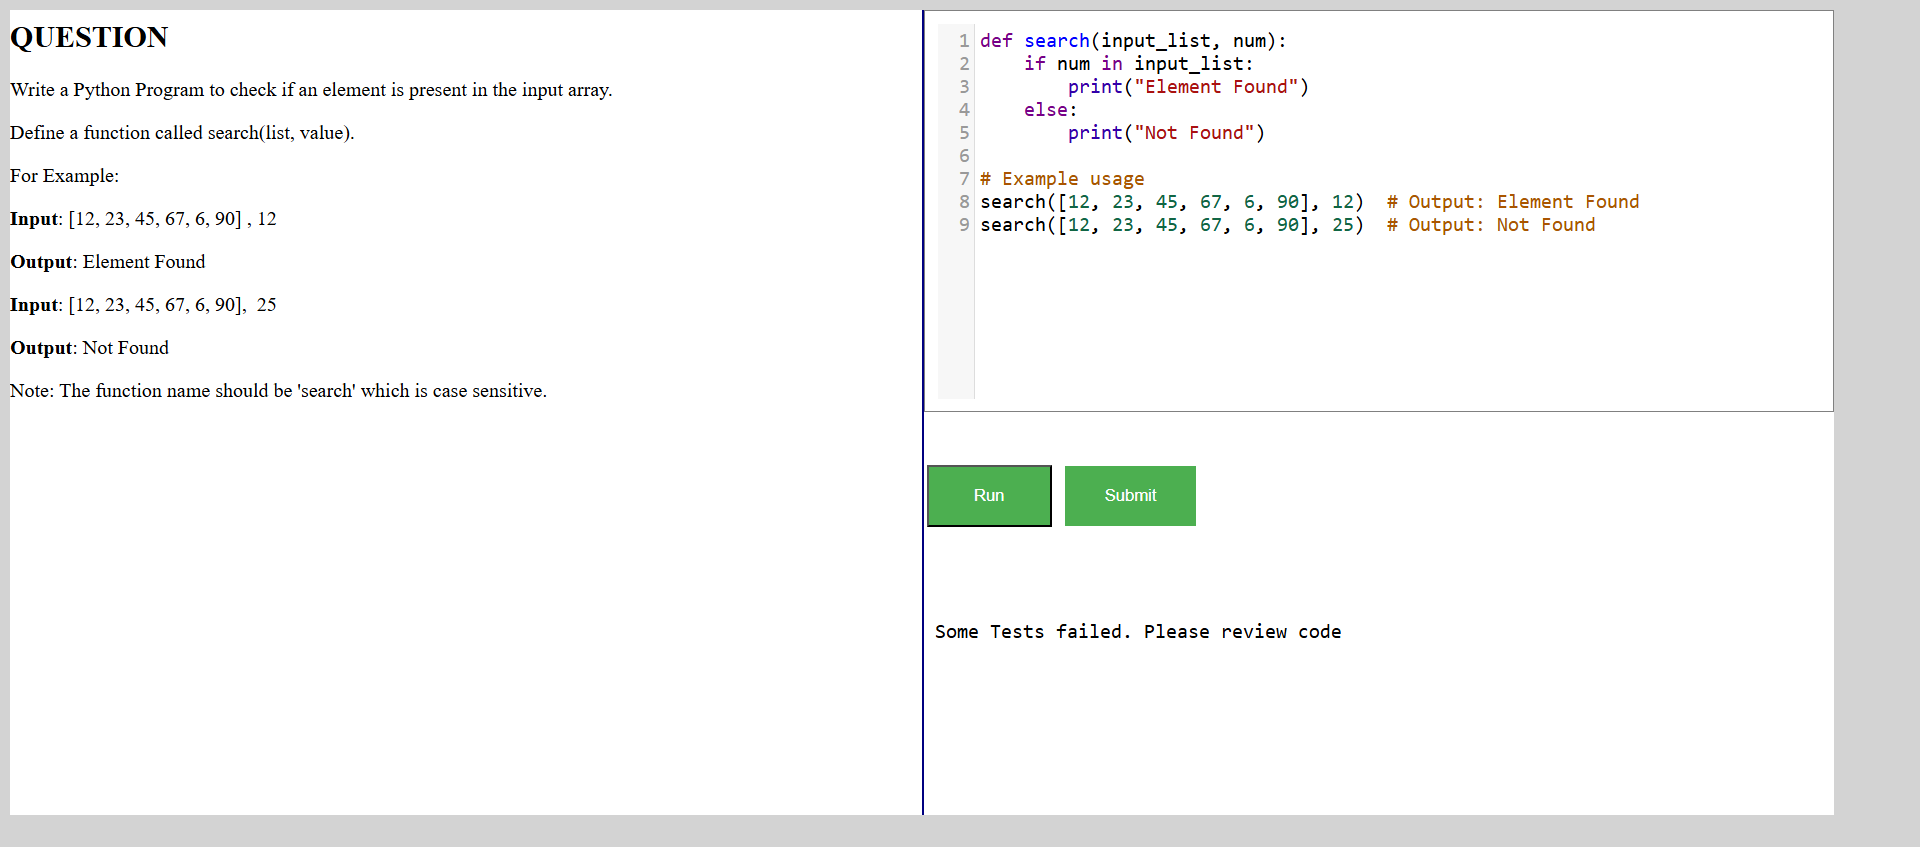 QUESTION
Write a Python Program to check if an element is present in the input array.
Define a function called search(list, value).
For Example:
Input: [12, 23, 45, 67, 6, 90] , 12
Output: Element Found
Input: [12, 23, 45, 67, 6, 90],  25
Output: Not Found
Note: The function name should be 'search' which is case sensitive.
1 def search(input_list, num):
2     if num in input_list:
3         print("Element Found")
4     else:
5         print("Not Found")
6
7 # Example usage
8 search([12, 23, 45, 67, 6, 90], 12)  # Output: Element Found
9 search([12, 23, 45, 67, 6, 90], 25)  # Output: Not Found
Run Submit
Some Tests failed. Please review code